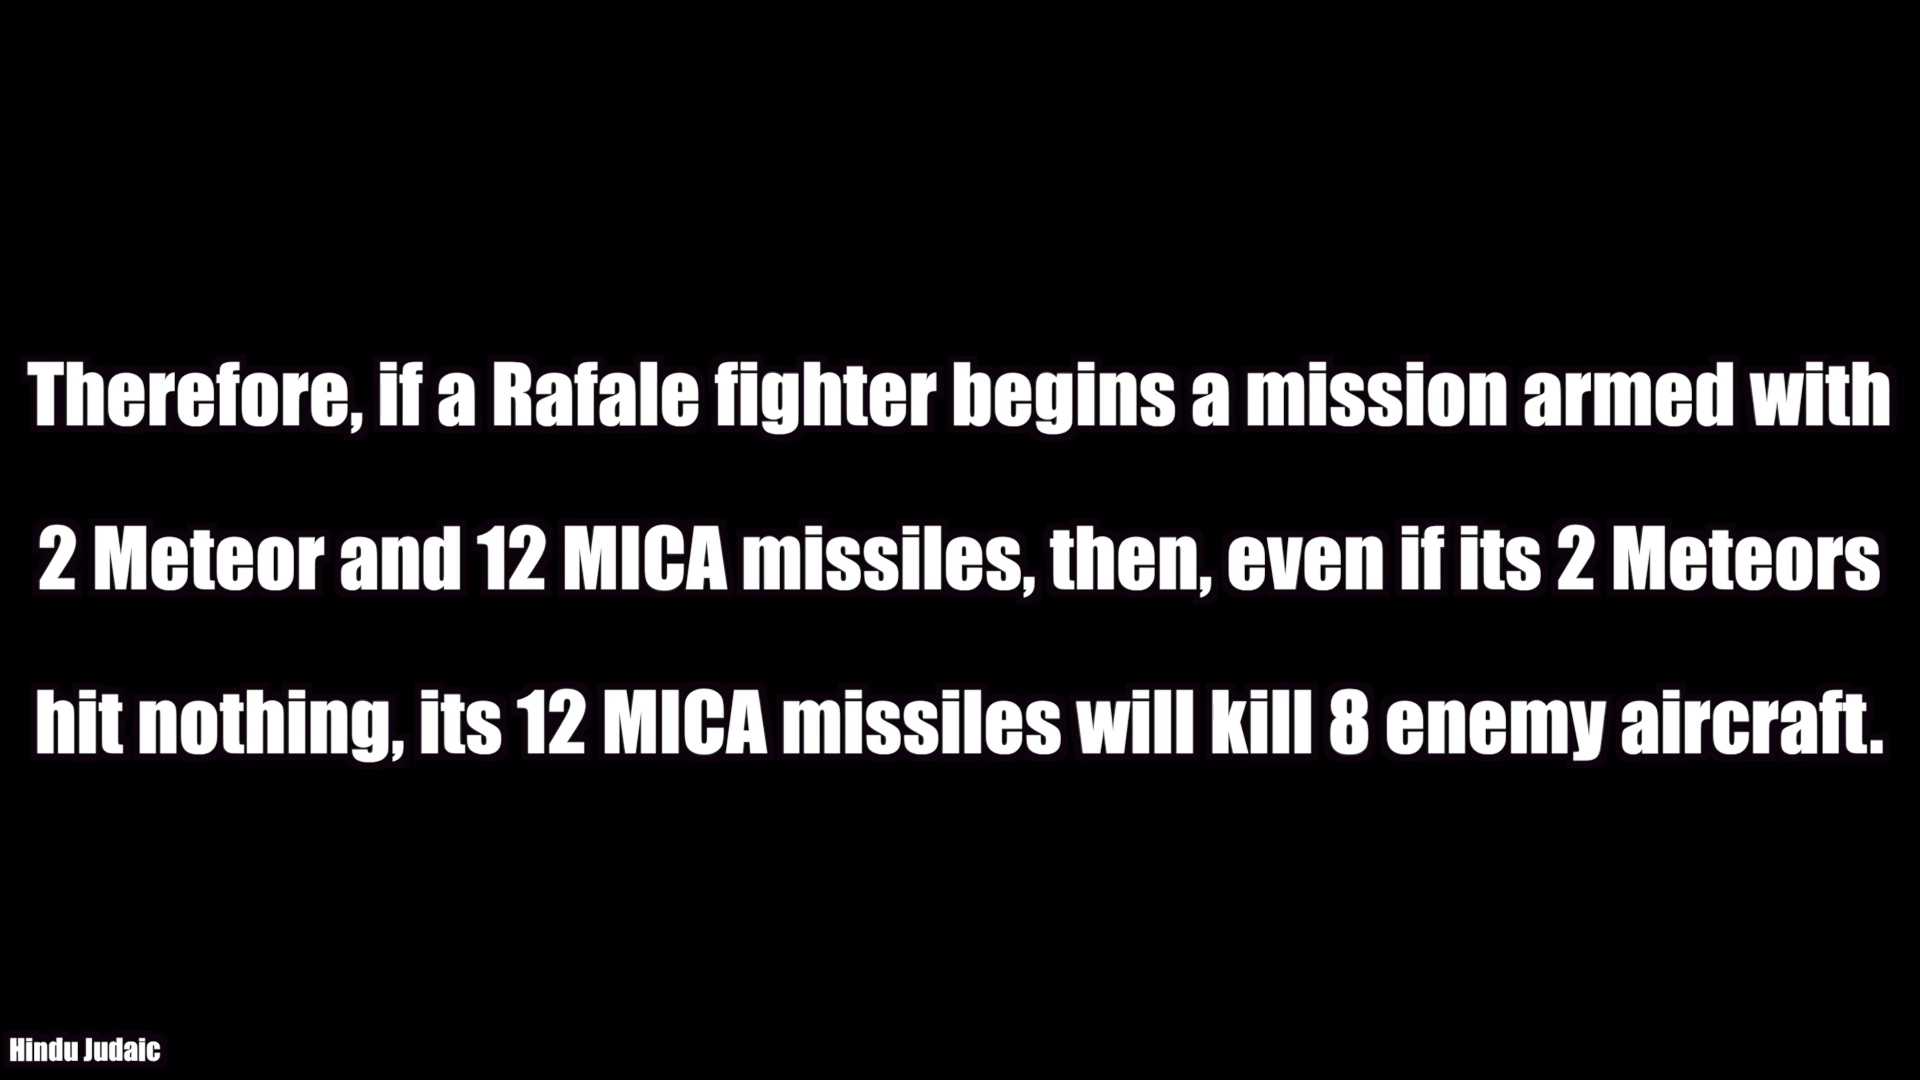 Therefore, if a Rafale fighter begins a mission armed with
2 Meteor and 12 MICA missiles, then, even if its 2 Meteors
hit nothing, its 12 MICA missiles will kill 8 enemy aircraft.
Hindu Judaic